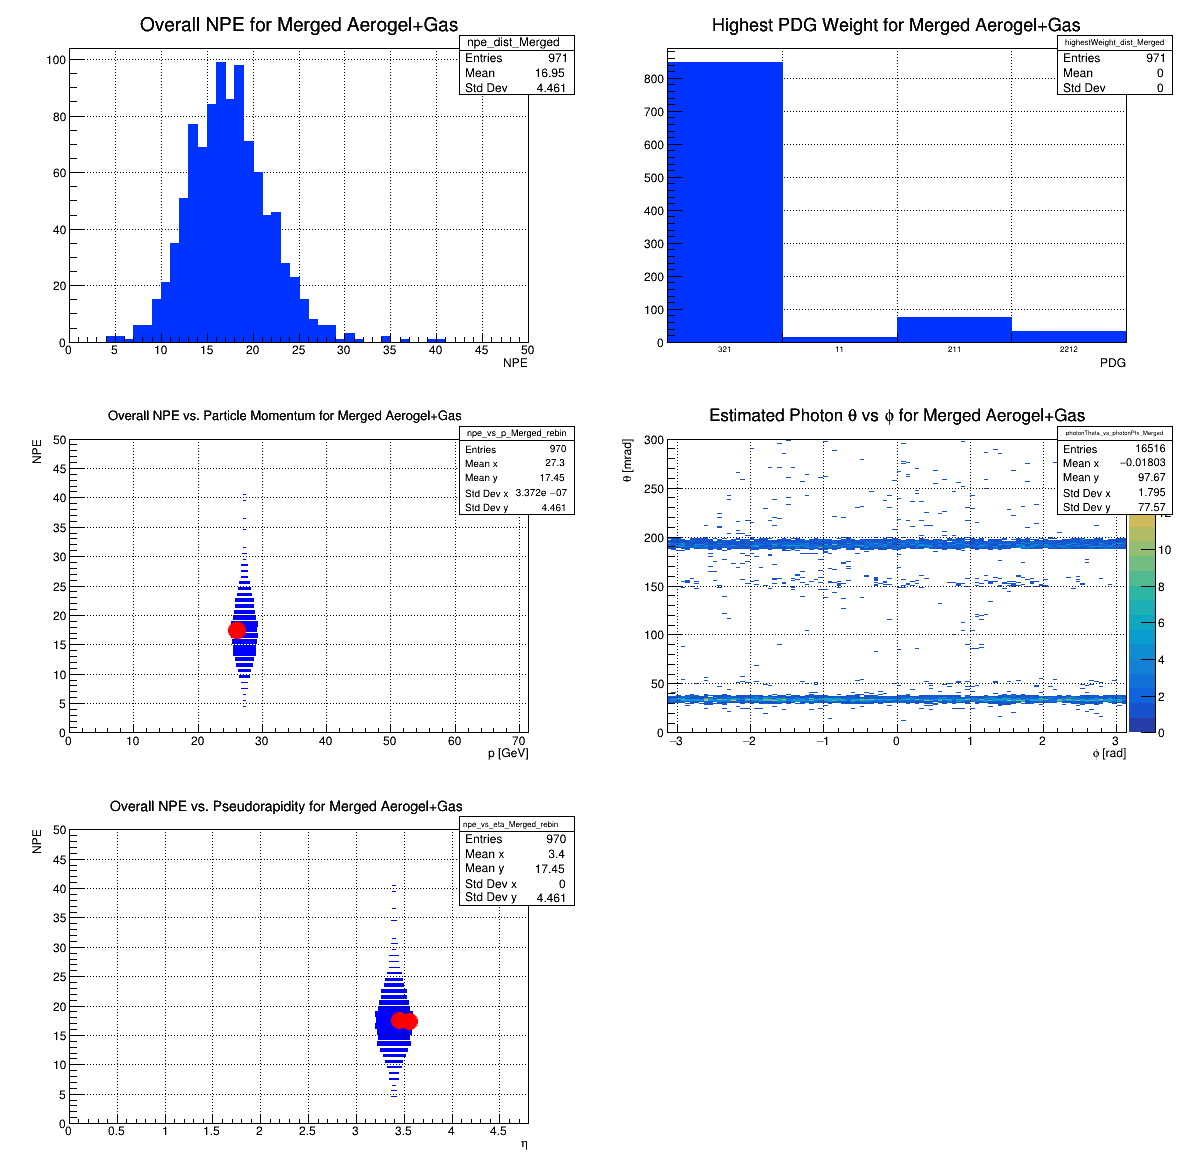 Overall NPE for Merged Aerogel+Gas
npe_dist_Merged
Entries 971
Mean 16.95
Std Dev 4.461
100
80
60
40
20
0
0 5 10 15 20 25 30 35 40 45 50
NPE
Highest PDG Weight for Merged Aerogel+Gas
highestWeight_dist_Merged
Entries 971
Mean 0
Std Dev 0
800
700
600
500
400
300
200
100
0
321 11 211 2212
PDG
Overall NPE vs. Particle Momentum for Merged Aerogel+Gas
NPE
npe_vs_p_Merged_rebin
Entries 970
Mean x 27.3
Mean y 17.45
Std Dev x 3.372e −07
Std Dev y 4.461
50
45
40
35
30
25
20
15
10
5
0
0 10 20 30 40 50 60 70
p [GeV]
Estimated Photon θ vs ϕ for Merged Aerogel+Gas
θ [mrad]
photonTheta_vs_photonPhi_Merged
Entries 16516
Mean x −0.01803
Mean y 97.67
Std Dev x 1.795
Std Dev y 77.57
300
250
200
150
100
50
0
−3 −2 −1 0 1 2 3
ϕ [rad]
10
8
6
4
2
0
Overall NPE vs. Pseudorapidity for Merged Aerogel+Gas
NPE
npe_vs_eta_Merged_rebin
Entries 970
Mean x 3.4
Mean y 17.45
Std Dev x 0
Std Dev y 4.461
50
45
40
35
30
25
20
15
10
5
0
0 0.5 1 1.5 2 2.5 3 3.5 4 4.5
η